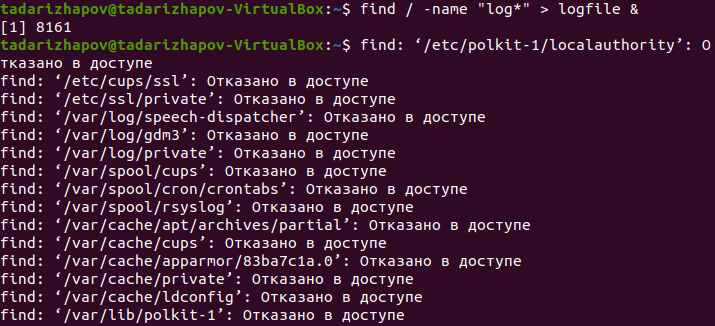 tadarizhapov@tadarizhapov-VirtualBox:~$ find / -name "log*" > logfile &
[1] 8161
tadarizhapov@tadarizhapov-VirtualBox:~$ find: ‘/etc/polkit-1/localauthority’: О
тказано в доступе
find: ‘/etc/cups/ssl’: Отказано в доступе
find: ‘/etc/ssl/private’: Отказано в доступе
find: ‘/var/log/speech-dispatcher’: Отказано в доступе
find: ‘/var/log/gdm3’: Отказано в доступе
find: ‘/var/log/private’: Отказано в доступе
find: ‘/var/spool/cups’: Отказано в доступе
find: ‘/var/spool/cron/crontabs’: Отказано в доступе
find: ‘/var/spool/rsyslog’: Отказано в доступе
find: ‘/var/cache/apt/archives/partial’: Отказано в доступе
find: ‘/var/cache/cups’: Отказано в доступе
find: ‘/var/cache/apparmor/83ba7c1a.0’: Отказано в доступе
find: ‘/var/cache/private’: Отказано в доступе
find: ‘/var/cache/ldconfig’: Отказано в доступе
find: ‘/var/lib/polkit-1’: Отказано в доступе